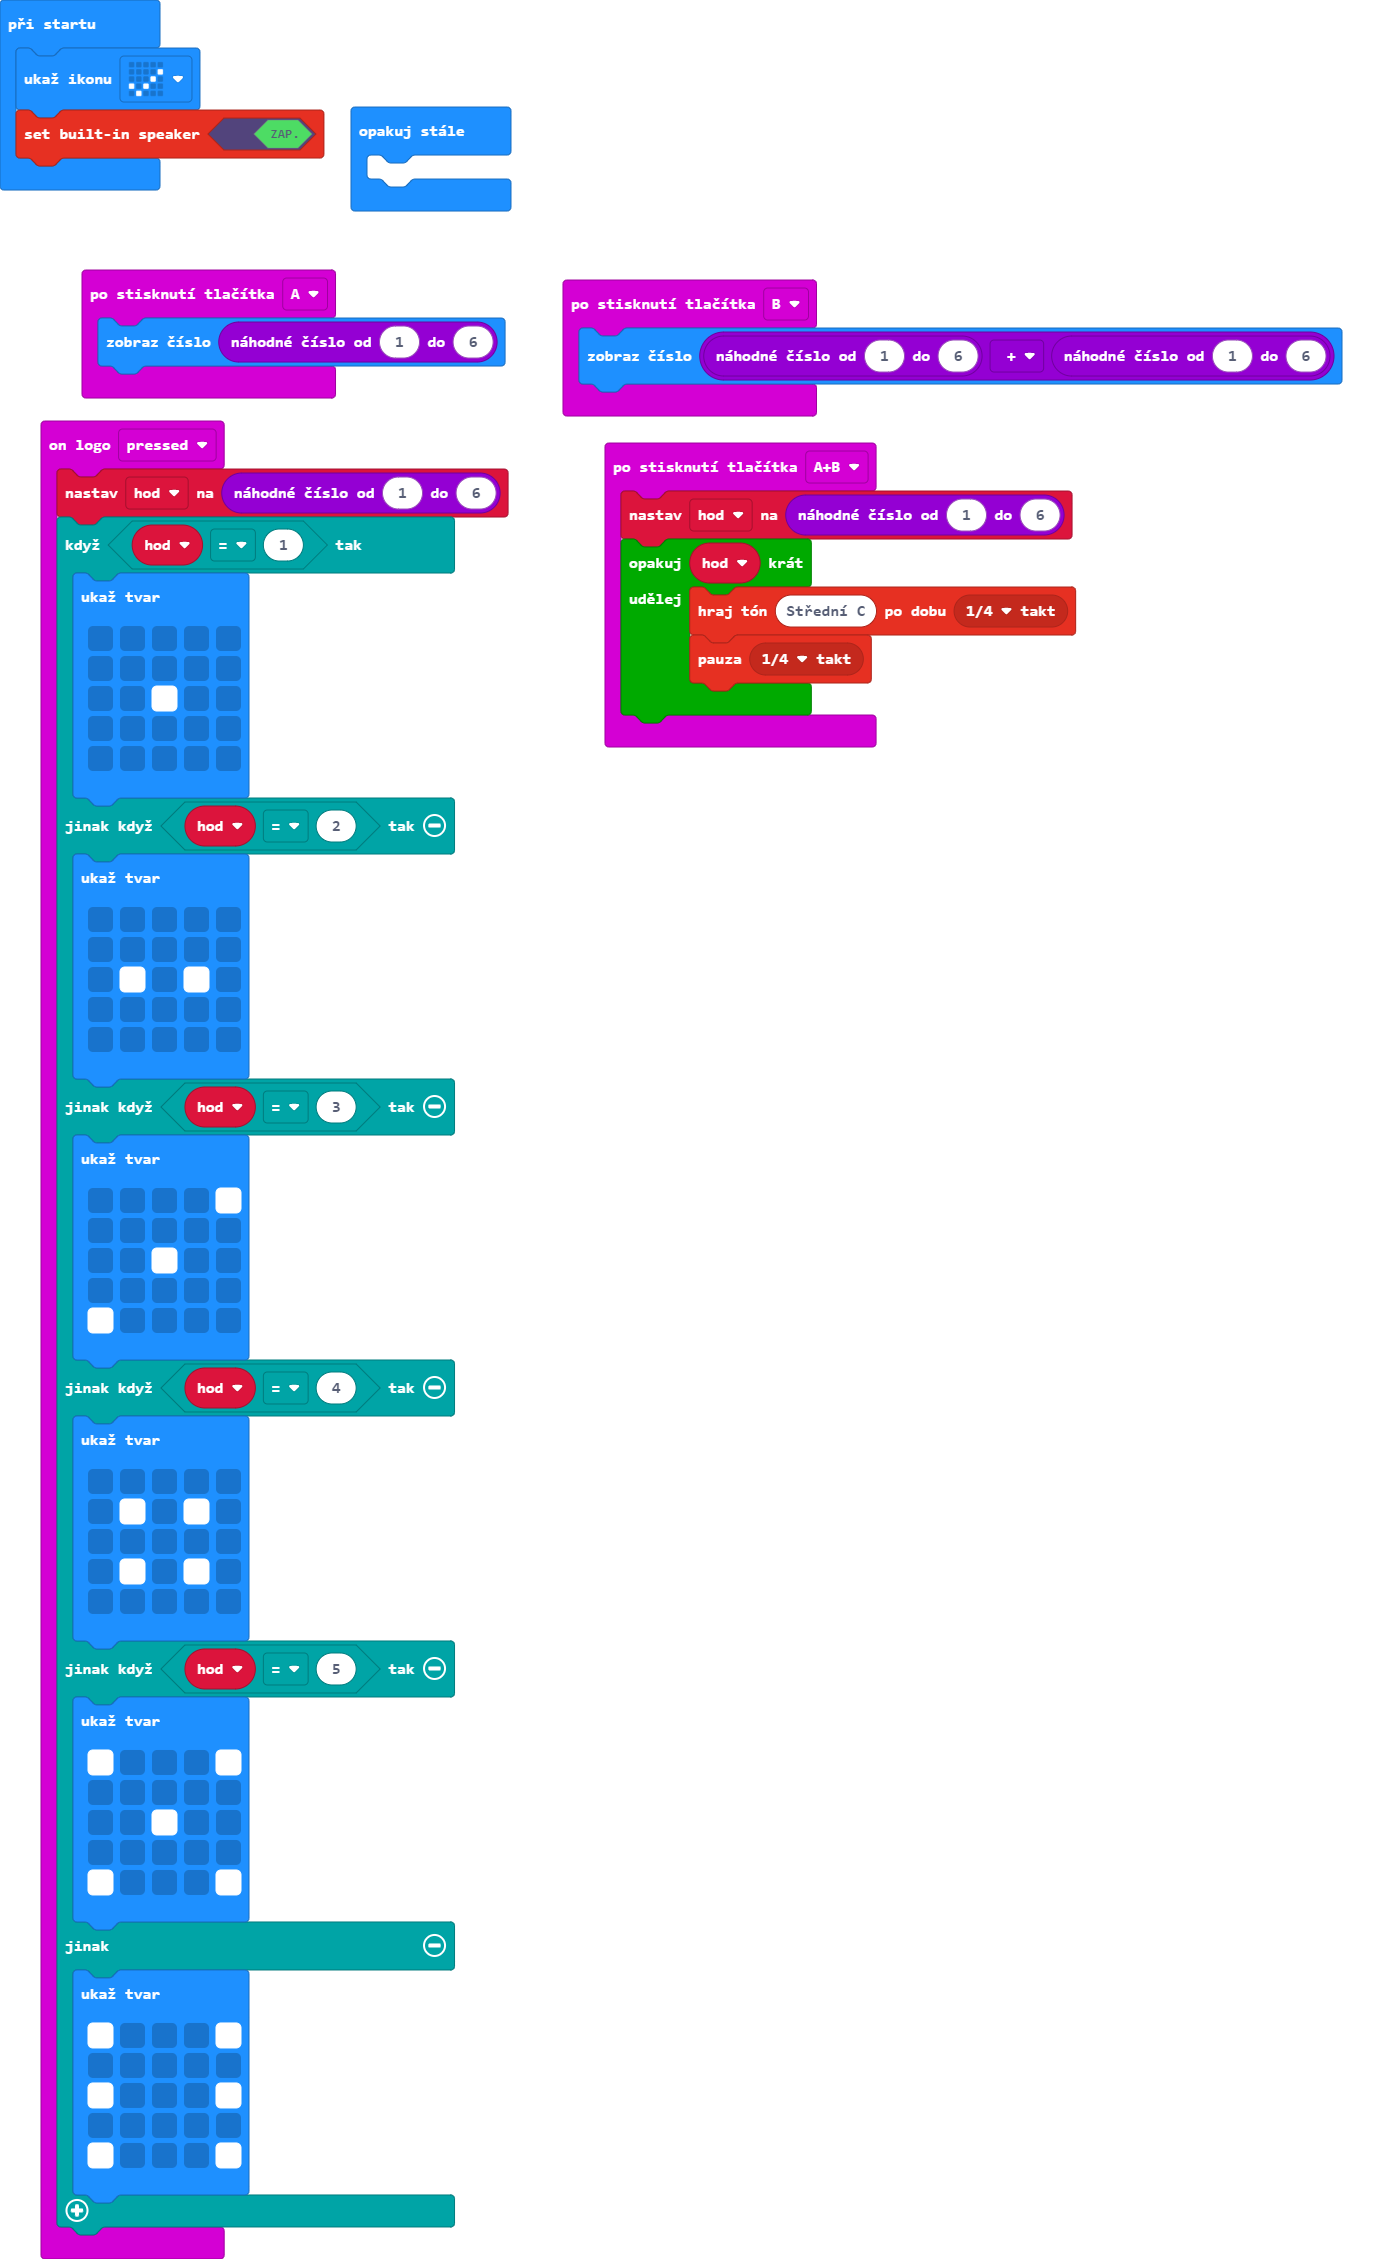 při startu
ukaž ikonu
set built-in speaker ZAP.
opakuj stále
po stisknutí tlačítka A
zobraz číslo náhodné číslo od 1 do 6
po stisknutí tlačítka B
zobraz číslo náhodné číslo od 1 do 6 + náhodné číslo od 1 do 6
on logo pressed
nastav hod na náhodné číslo od 1 do 6
když hod = 1 tak
ukaž tvar
jinak když hod = 2 tak
ukaž tvar
jinak když hod = 3 tak
ukaž tvar
jinak když hod = 4 tak
ukaž tvar
jinak když hod = 5 tak
ukaž tvar
jinak
ukaž tvar
po stisknutí tlačítka A+B
nastav hod na náhodné číslo od 1 do 6
opakuj hod krát
udělej hraj tón Střední C po dobu 1/4 takt
pauza 1/4 takt